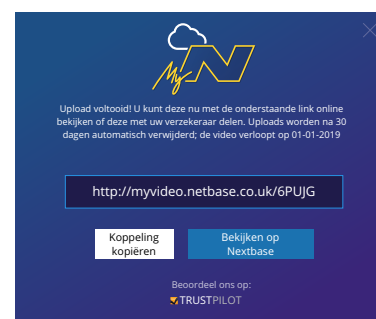 My N
Upload voltooid! U kunt deze nu met de onderstaande link online
bekijken of deze met uw verzekeraar delen. Uploads worden na 30
dagen automatisch verwijderd; de video verloopt op 01-01-2019
http://myvideo.netbase.co.uk/6PUJG
Koppeling
kopiëren
Bekijken op
Nextbase
Beoordeel ons op:
TRUSTPILOT